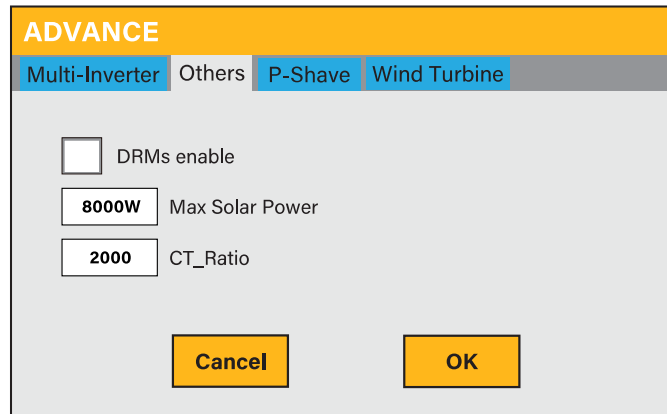 ADVANCE
Multi-Inverter Others P-Shave Wind Turbine
DRMs enable
8000W Max Solar Power
2000 CT_Ratio
Cancel OK